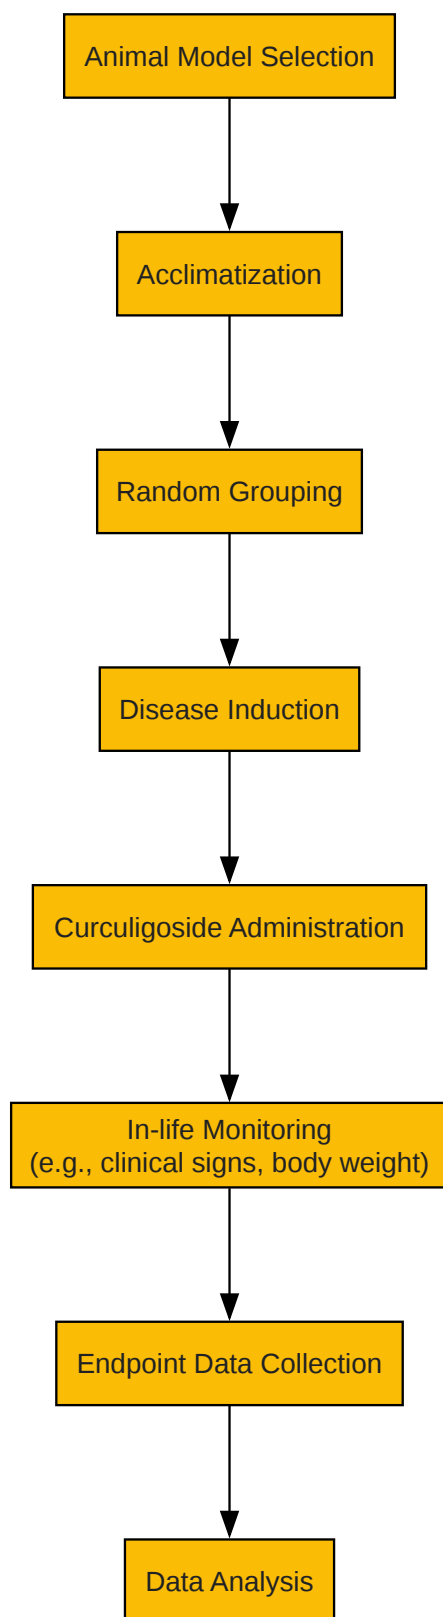 Animal Model Selection
Acclimatization
Random Grouping
Disease Induction
Curculigoside Administration
In-life Monitoring
(e.g., clinical signs, body weight)
Endpoint Data Collection
Data Analysis